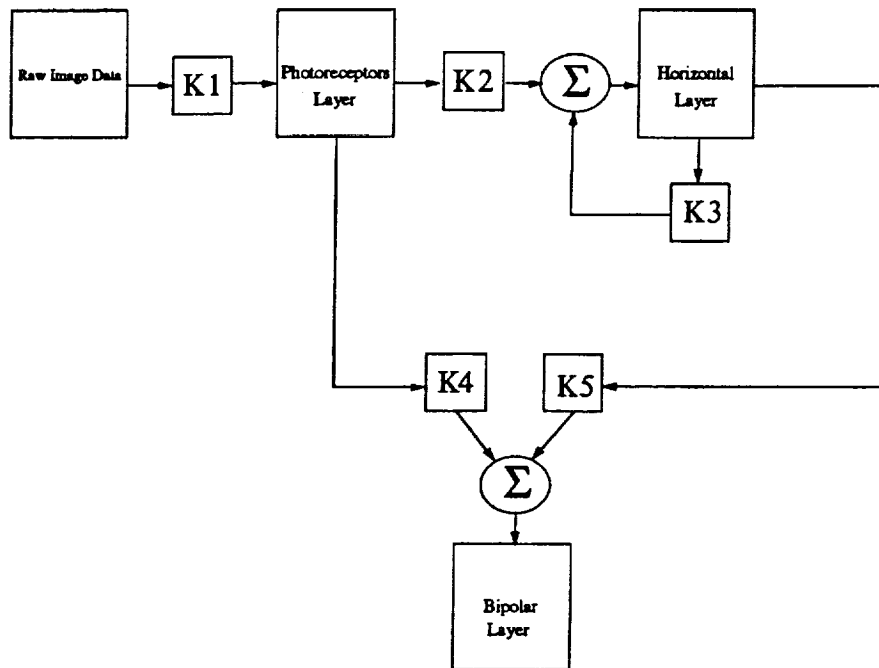 Raw Image Data
K1
Photoreceptors
Layer
K2
Σ
Horizontal
Layer
K3
K4
K5
Σ
Bipolar
Layer